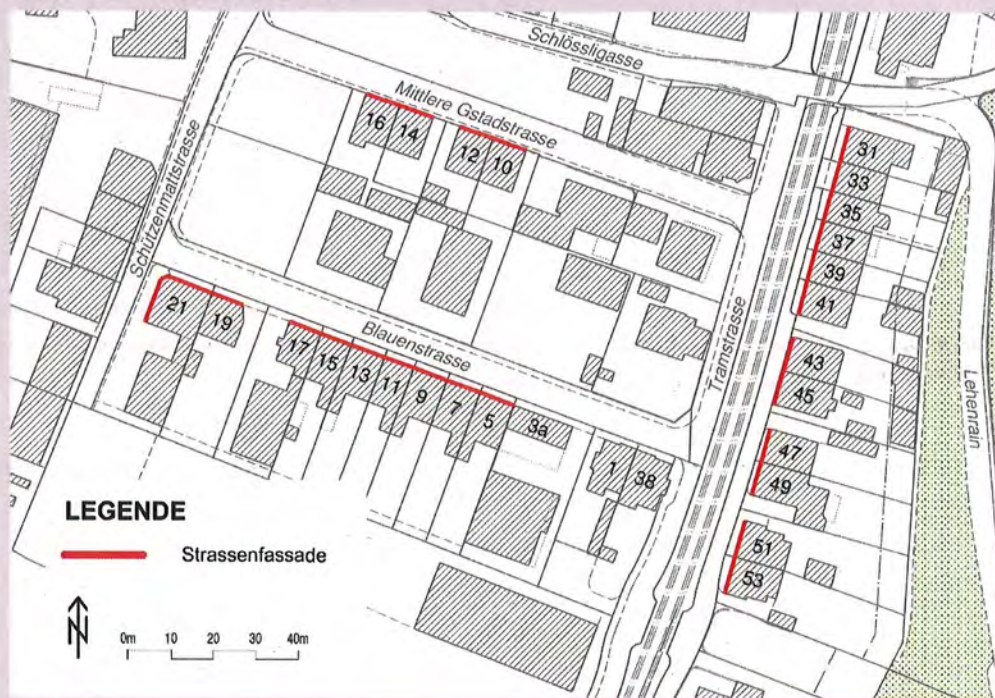 Schlössligasse
Mittlere Gstadstrasse
Schützenmattstrasse
16
14
12
10
31
33
35
37
39
41
21
19
Blauenstrasse
Tramstrasse
17
15
13
11
9
7
5
3a
43
45
Lehenrain
1
38
47
49
51
53
LEGENDE
Strassenfassade
N
0m 10 20 30 40m